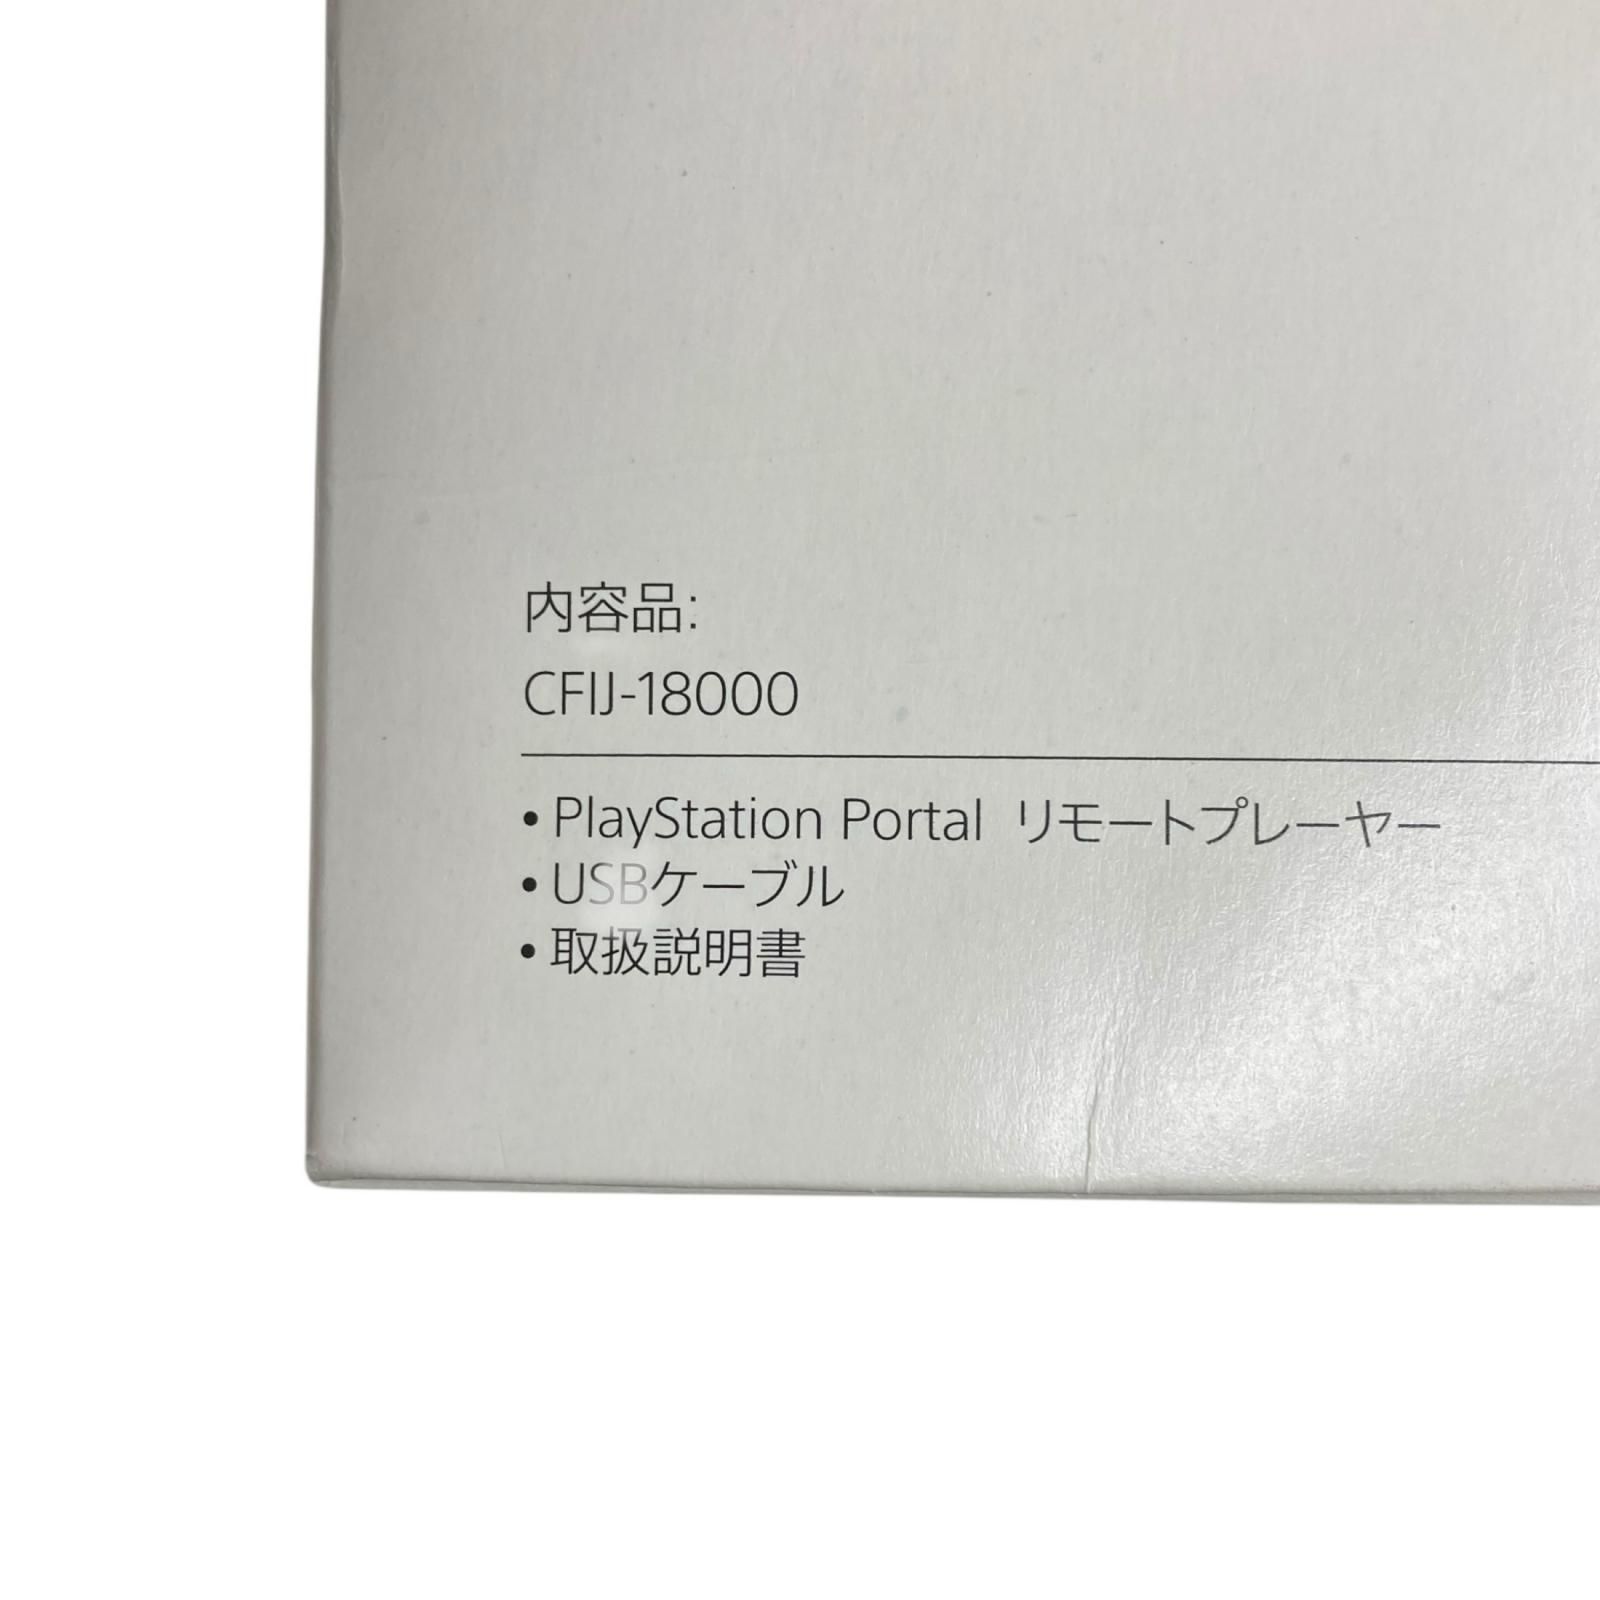 内容品:
CFIJ-18000
• PlayStation Portal リモートプレーヤー
• USBケーブル
• 取扱説明書